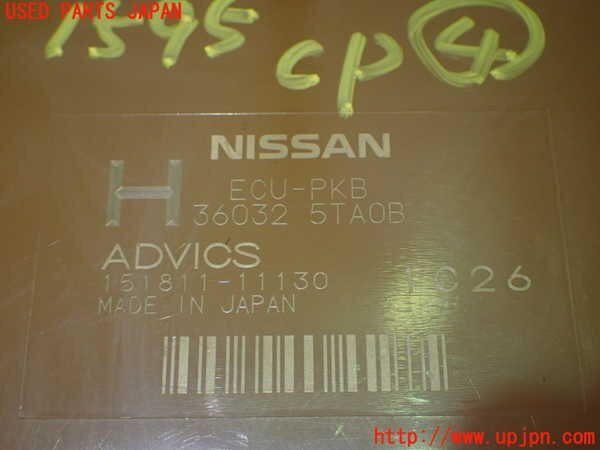 USED PARTS JAPAN
1595 CP 4
NISSAN
H ECU-PKB
36032 5TA0B
ADVICS
151811-11130 1C26
MADE IN JAPAN
http://www.upjpn.com/